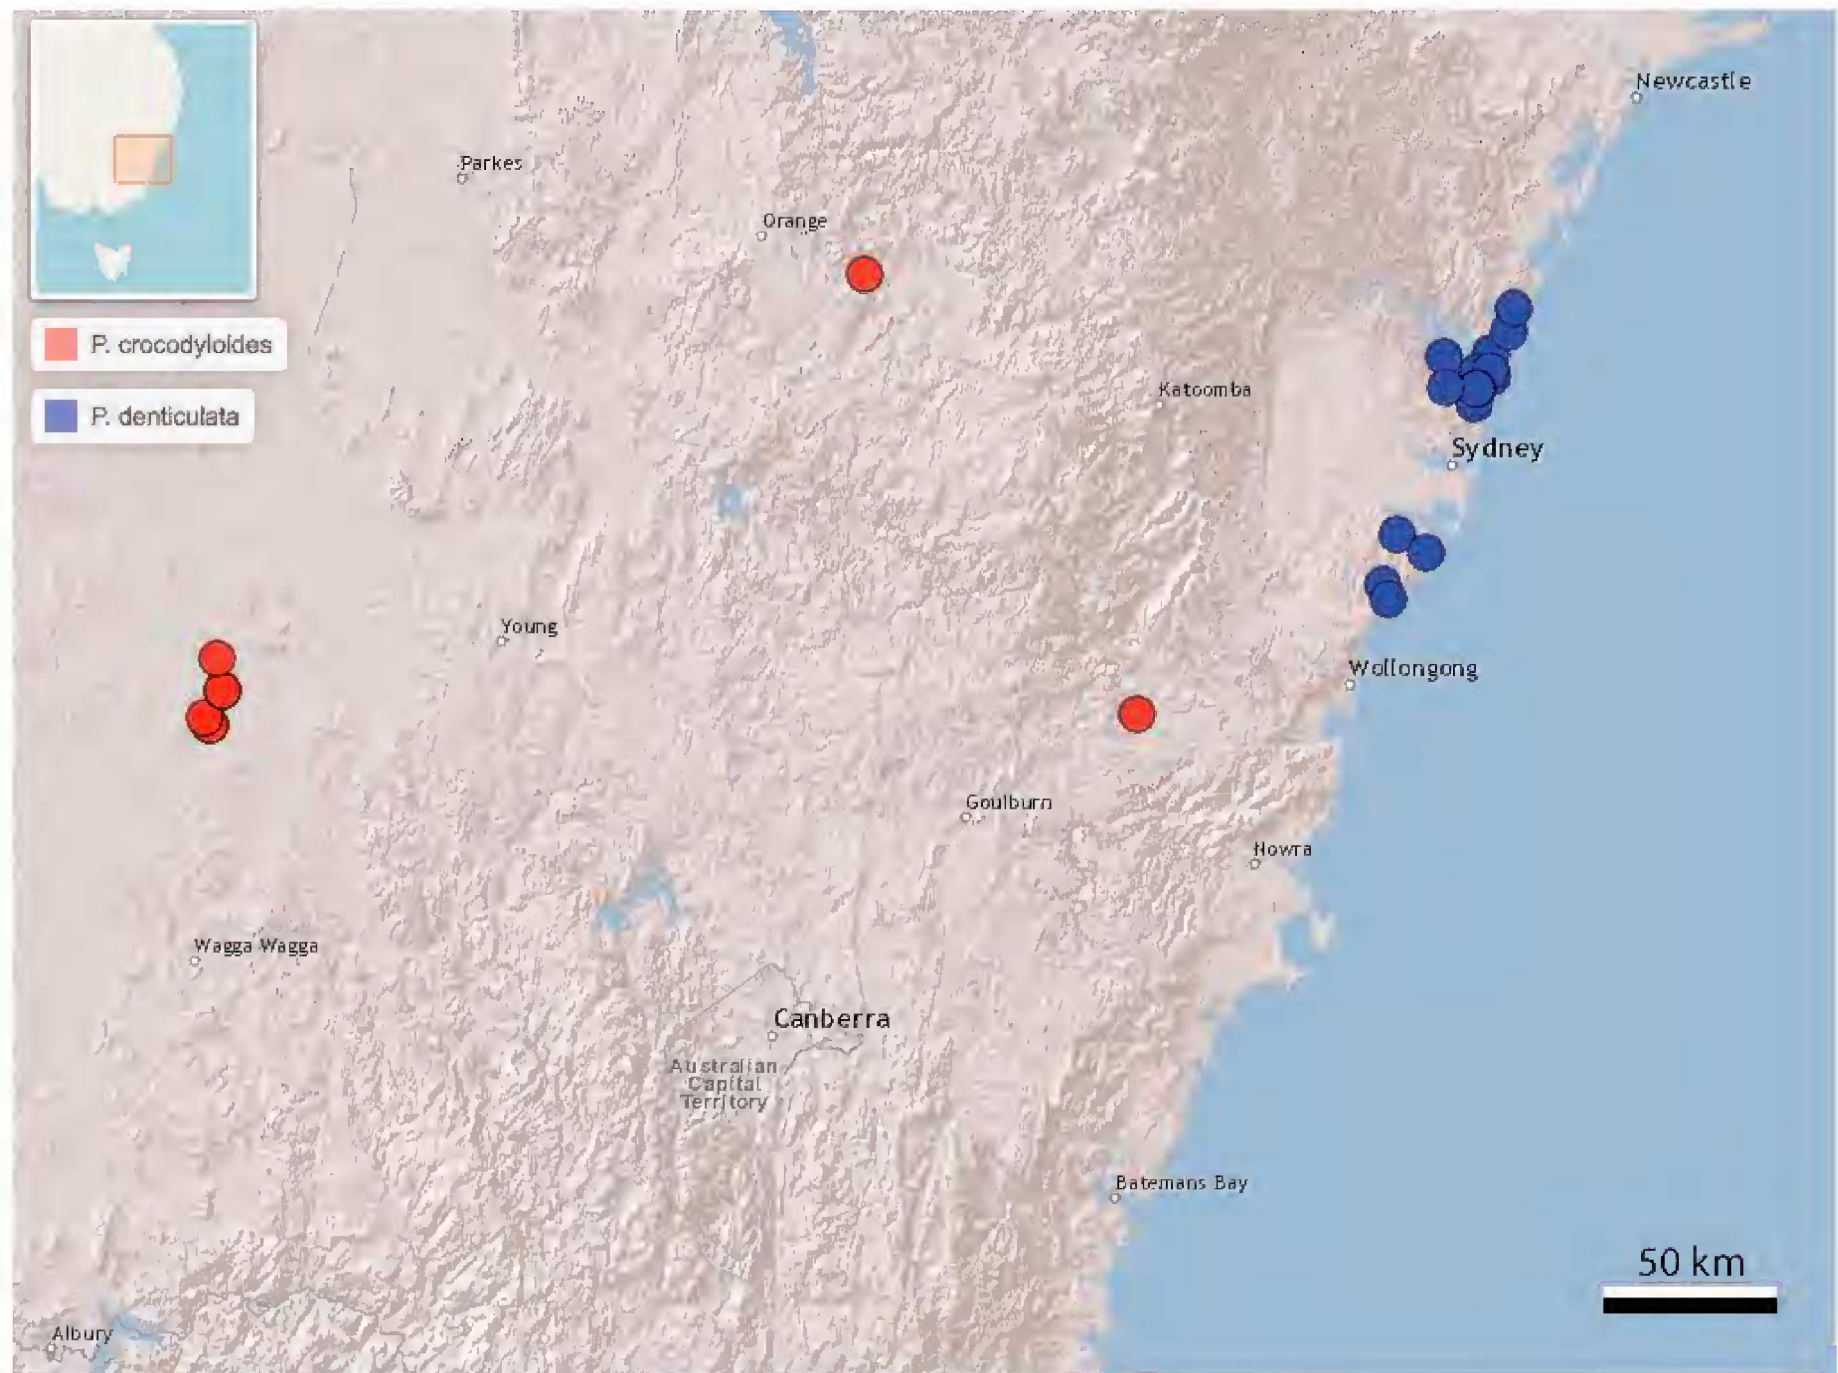 Newcastle
Parkes
Orange
P. crocodyloides
Katoomba
P. denticulata
Sydney
Young
Wollongong
Goulburn
Nowra
Wagga Wagga
Canberra
Australian
Capital
Territory
Batemans Bay
50 km
Albury